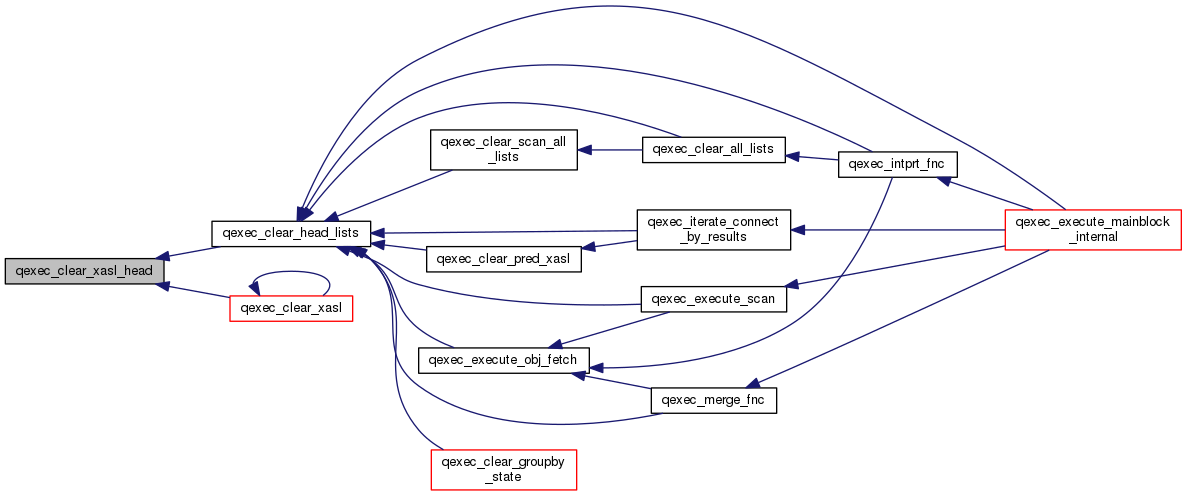 qexec_clear_xasl_head
qexec_clear_head_lists
qexec_clear_xasl
qexec_clear_scan_all
_lists
qexec_clear_all_lists
qexec_intprt_fnc
qexec_iterate_connect
_by_results
qexec_execute_mainblock
_internal
qexec_clear_pred_xasl
qexec_execute_scan
qexec_execute_obj_fetch
qexec_merge_fnc
qexec_clear_groupby
_state